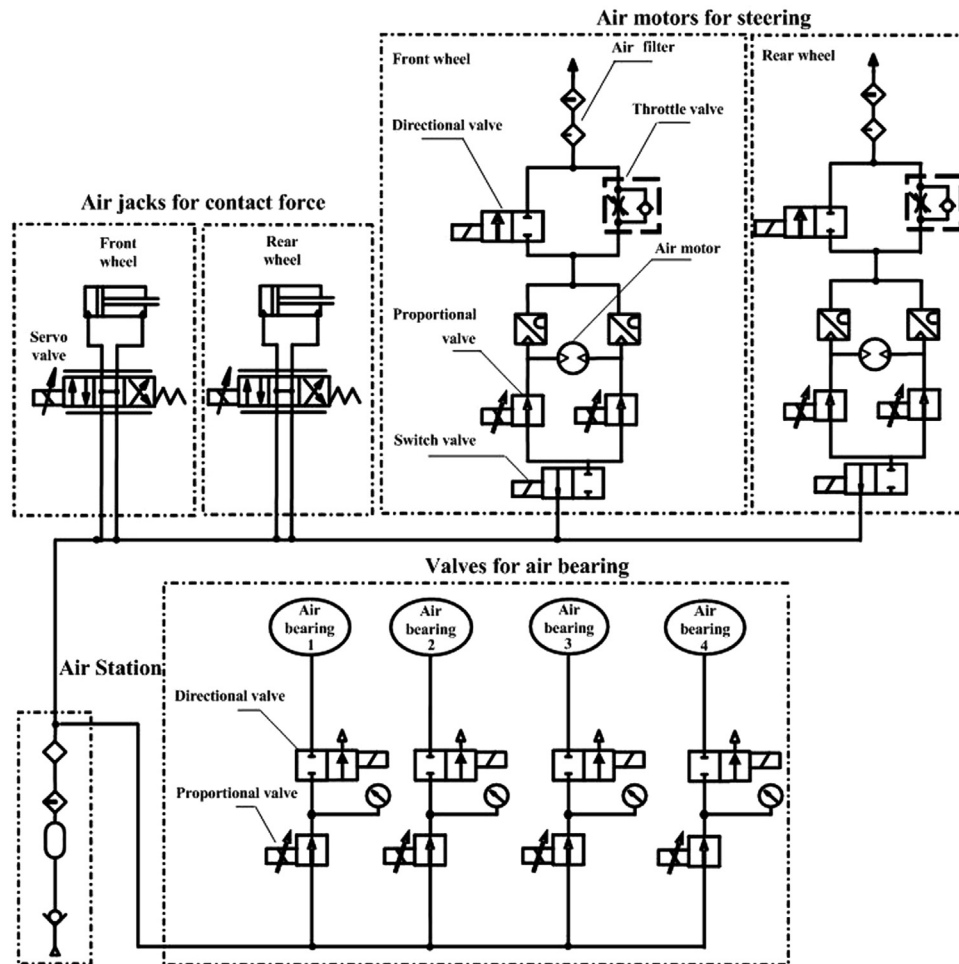 Air motors for steering
Front wheel
Air filter
Directional valve
Throttle valve
Air motor
Proportional
valve
Switch valve
Rear wheel
Air jacks for contact force
Front
wheel
Rear
wheel
Servo
valve
Valves for air bearing
Air
bearing
1
Air
bearing
2
Air
bearing
3
Air
bearing
4
Directional valve
Proportional valve
Air Station